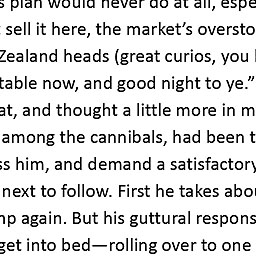 plan would never do at all, espe
sell it here, the market’s oversto
Zealand heads (great curios, you
table now, and good night to ye.”
at, and thought a little more in m
among the cannibals, had been t
ss him, and demand a satisfactory
next to follow. First he takes abo
mp again. But his guttural respons
get into bed—rolling over to one